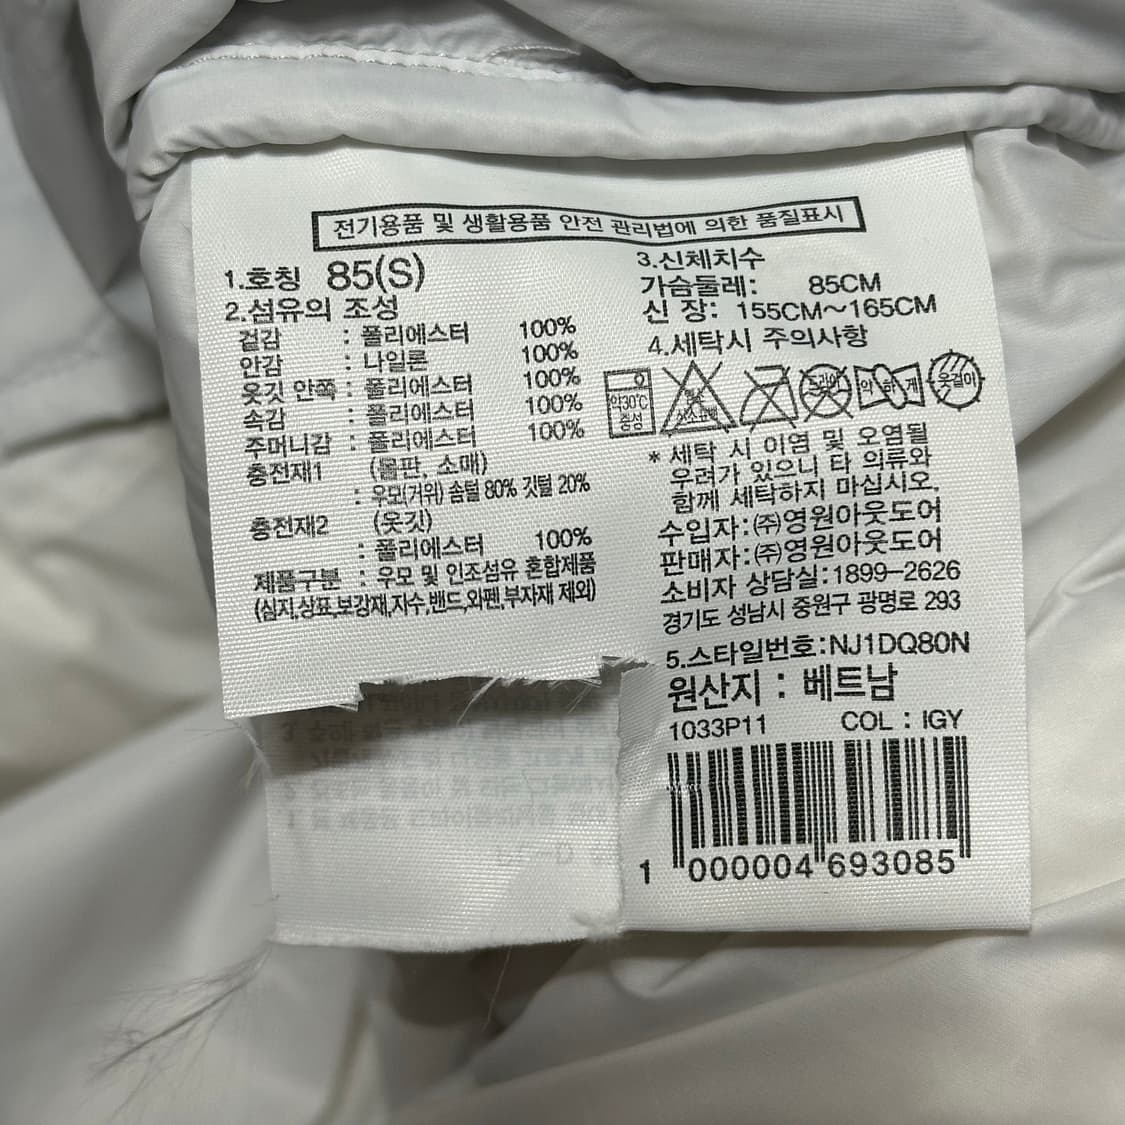 전기용품 및 생활용품 안전 관리법에 의한 품질표시
1.호칭 85(S)
2.섬유의 조성
겉감 : 폴리에스터 100%
안감 : 나일론 100%
옷깃 안쪽 : 폴리에스터 100%
속감 : 폴리에스터 100%
주머니감 : 폴리에스터 100%
충전재1 (몸판, 소매)
: 우모(거위) 솜털 80% 깃털 20%
충전재2 (옷깃)
: 폴리에스터 100%
제품구분 : 우모 및 인조섬유 혼합제품
(심지,상표,보강재,자수,밴드,와펜,부자재 제외)
3.신체치수
가슴둘레: 85CM
신 장: 155CM~165CM
4.세탁시 주의사항
약30℃ 중성
드라이
약하게
옷걸이
* 세탁 시 이염 및 오염될
우려가 있으니 타 의류와
함께 세탁하지 마십시오.
수입자:(주)영원아웃도어
판매자:(주)영원아웃도어
소비자 상담실:1899-2626
경기도 성남시 중원구 광명로 293
5.스타일번호:NJ1DQ80N
원산지 : 베트남
1033P11 COL : IGY
1 000004 693085